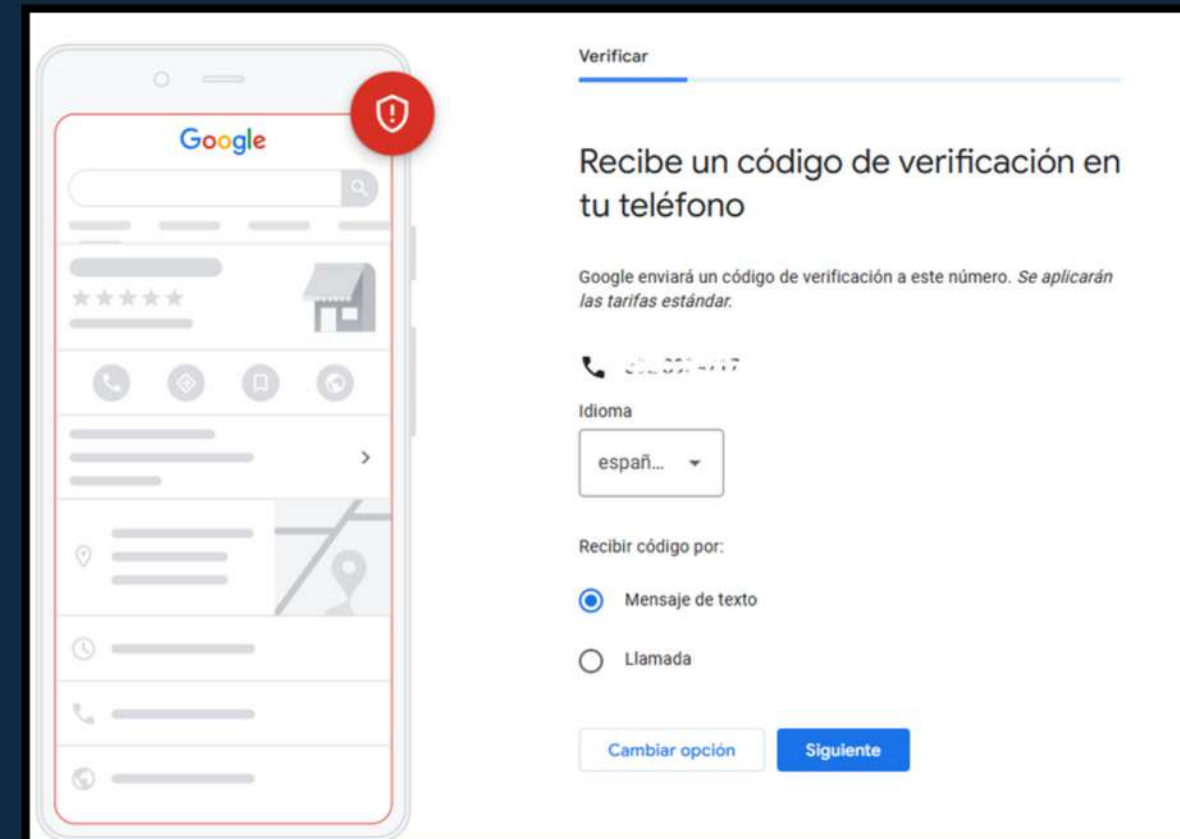 Google
Verificar
Recibe un código de verificación en
tu teléfono
Google enviará un código de verificación a este número. Se aplicarán
las tarifas estándar.
Idioma
españ...
Recibir código por:
Mensaje de texto
Llamada
Cambiar opción
Siguiente